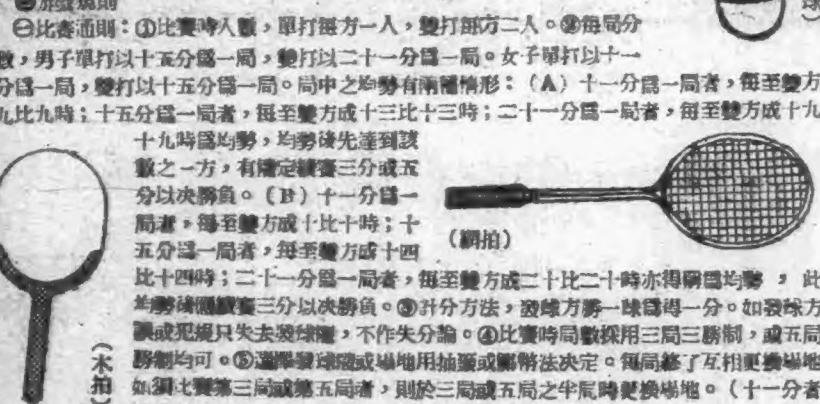 ㊀比賽通則:①比賽時人數,單打每方一人,雙打每方二人。②每局分
數,男子單打以十五分爲一局,雙打以二十一分爲一局。女子單打以十一
分爲一局,雙打以十五分爲一局。局中之均勢有兩種情形:(A)十一分爲一局者,每至雙方
九比九時;十五分爲一局者,每至雙方成十三比十三時;二十一分爲一局者,每至雙方成十九
十九時爲均勢,均勢後先達到該
數之一方,有權定續賽三分或五
分以決勝負。(B)十一分爲一
局者,每至雙方成十比十時;十
五分爲一局者,每至雙方成十四
比十四時;二十一分爲一局者,每至雙方成二十比二十時亦得稱爲均勢,此
均勢後續賽三分以決勝負。③計分方法,發球方勝一球爲得一分。如發球方
誤或犯規只失去發球權,不作失分論。④比賽時局數採用三局二勝制,或五局
勝制均可。⑤選擇發球權或場地用抽籤或擲幣法決定。每局終了互相更換場地
如須比賽第三局或第五局者,則於三局或五局之半局時更換場地。(十一分者
(網拍)
(木拍)